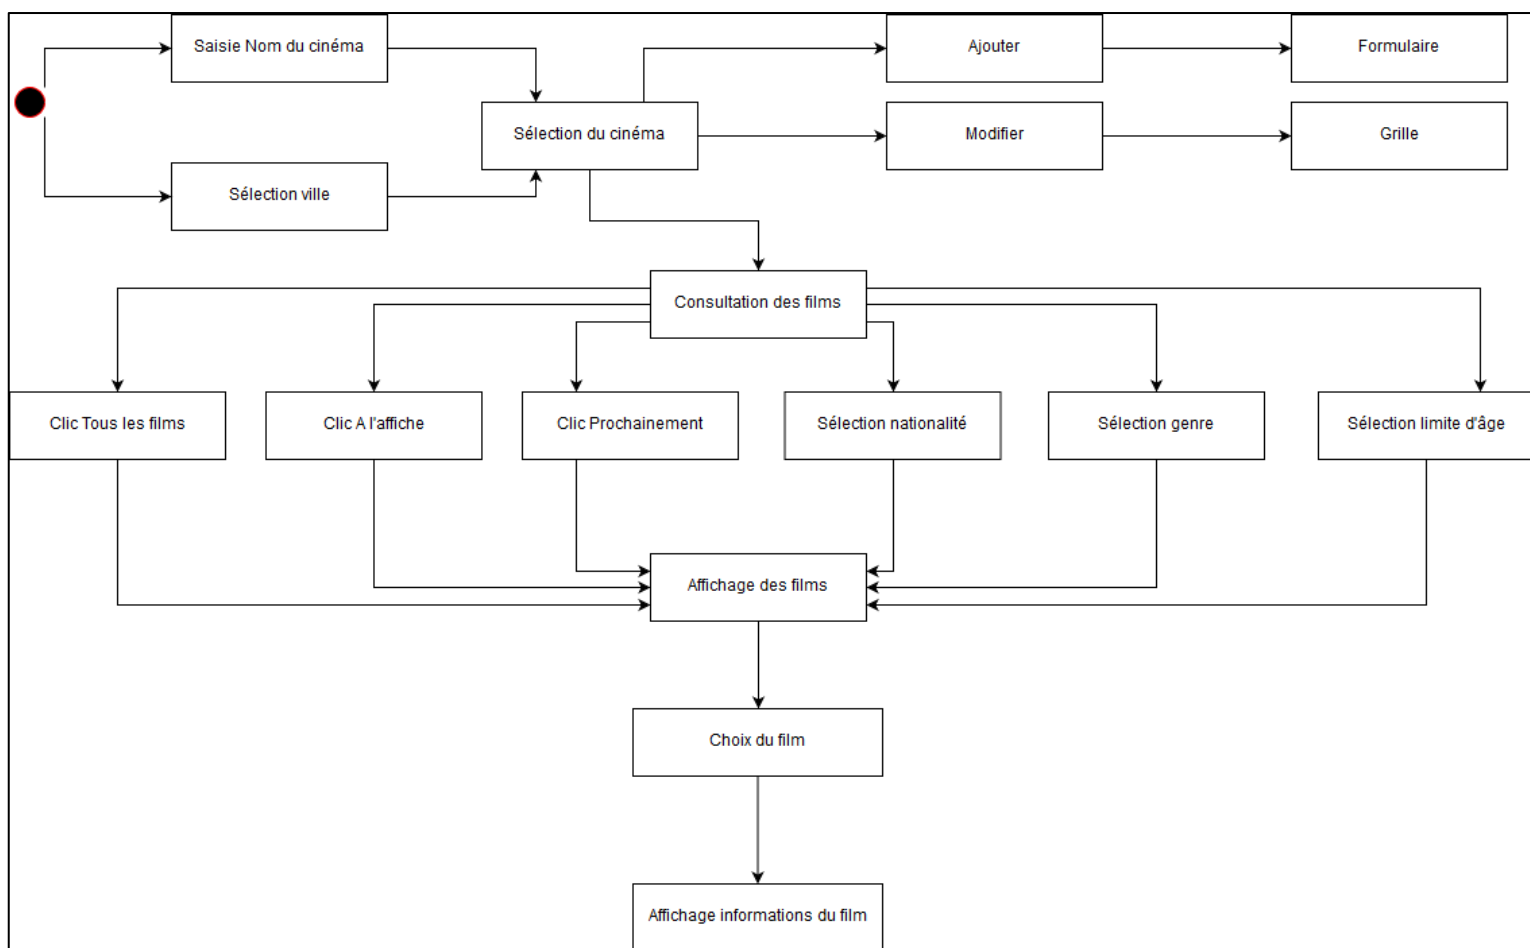 Saisie Nom du cinéma
Ajouter
Formulaire
Sélection du cinéma
Modifier
Grille
Sélection ville
Consultation des films
Clic Tous les films
Clic A l'affiche
Clic Prochainement
Sélection nationalité
Sélection genre
Sélection limite d'âge
Affichage des films
Choix du film
Affichage informations du film